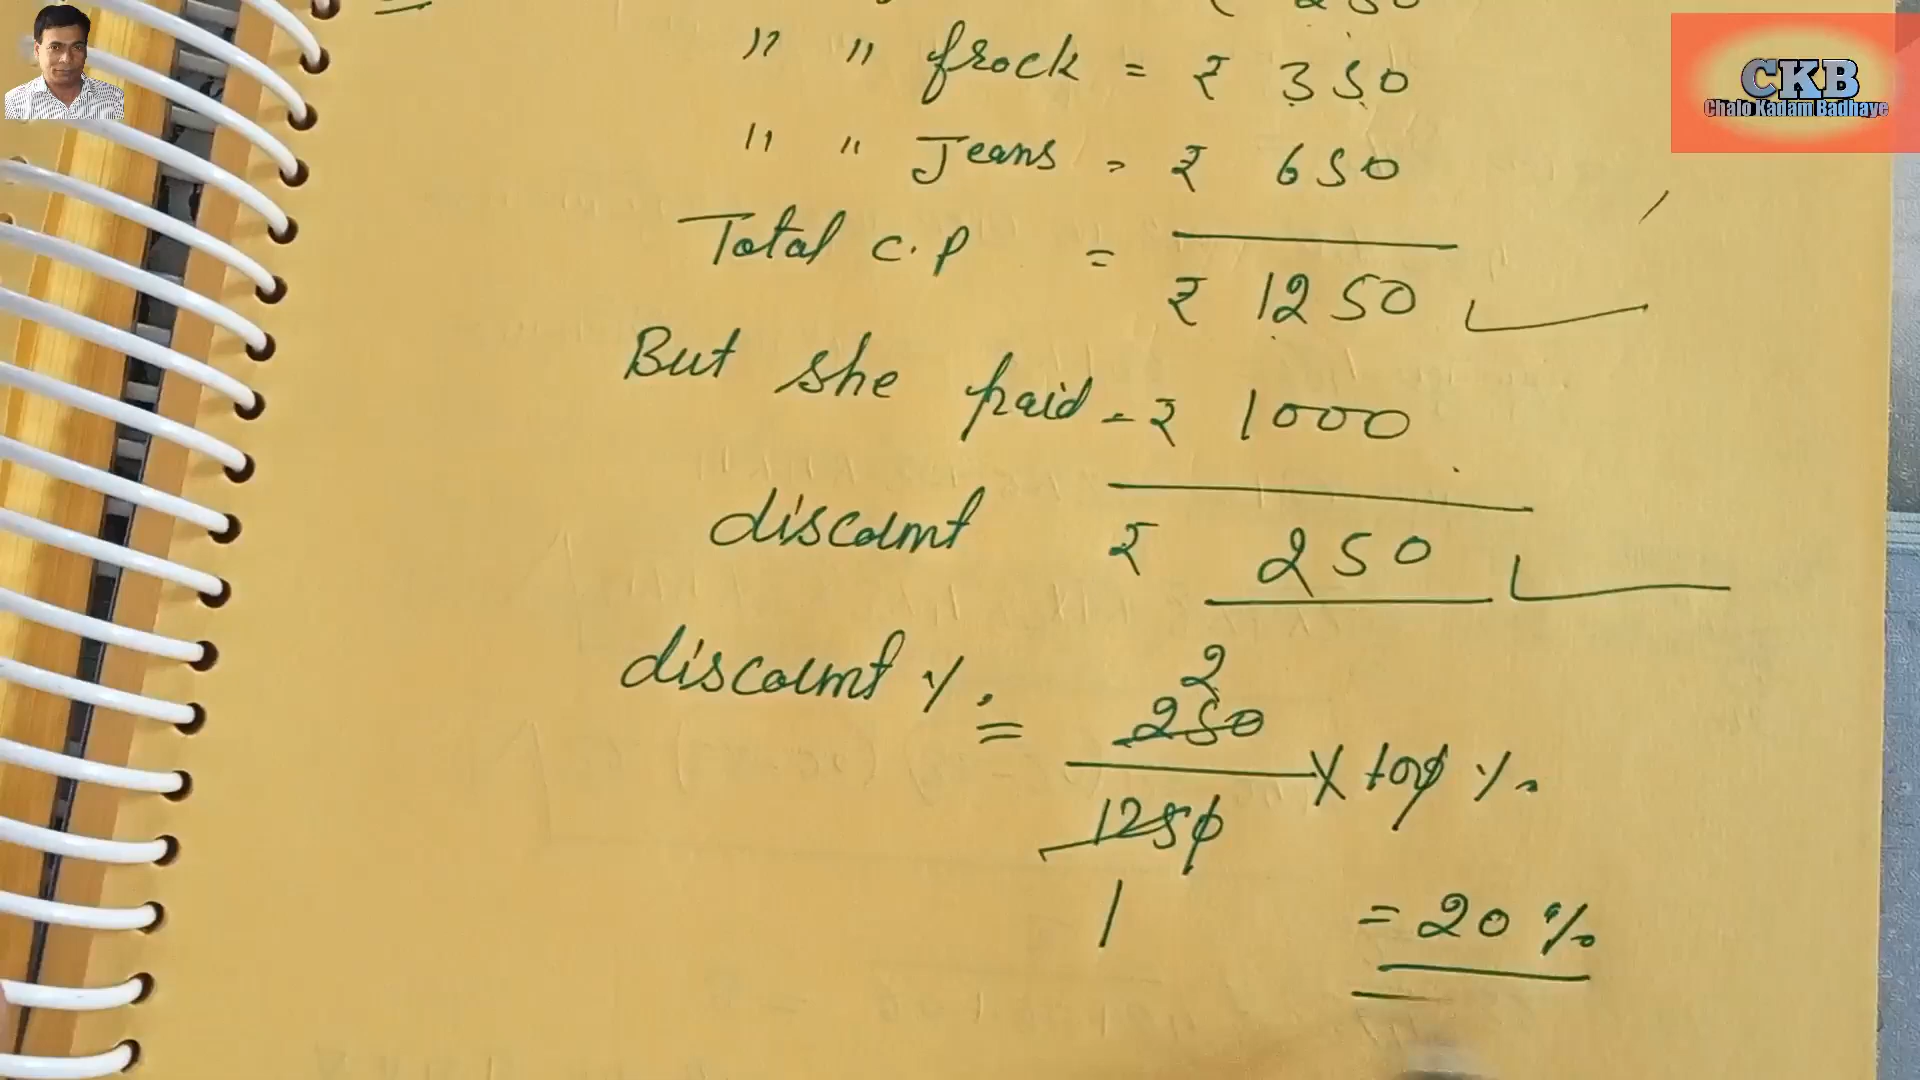 ₹ 250
" " frock = ₹ 350
" " Jeans = ₹ 650
Total C.P = ₹ 1250
But she paid - ₹ 1000
discount ₹ 250
discount % = 250/1250 x 100 %
2
1
= 20 %
CKB
Chalo Kadam Badhaye